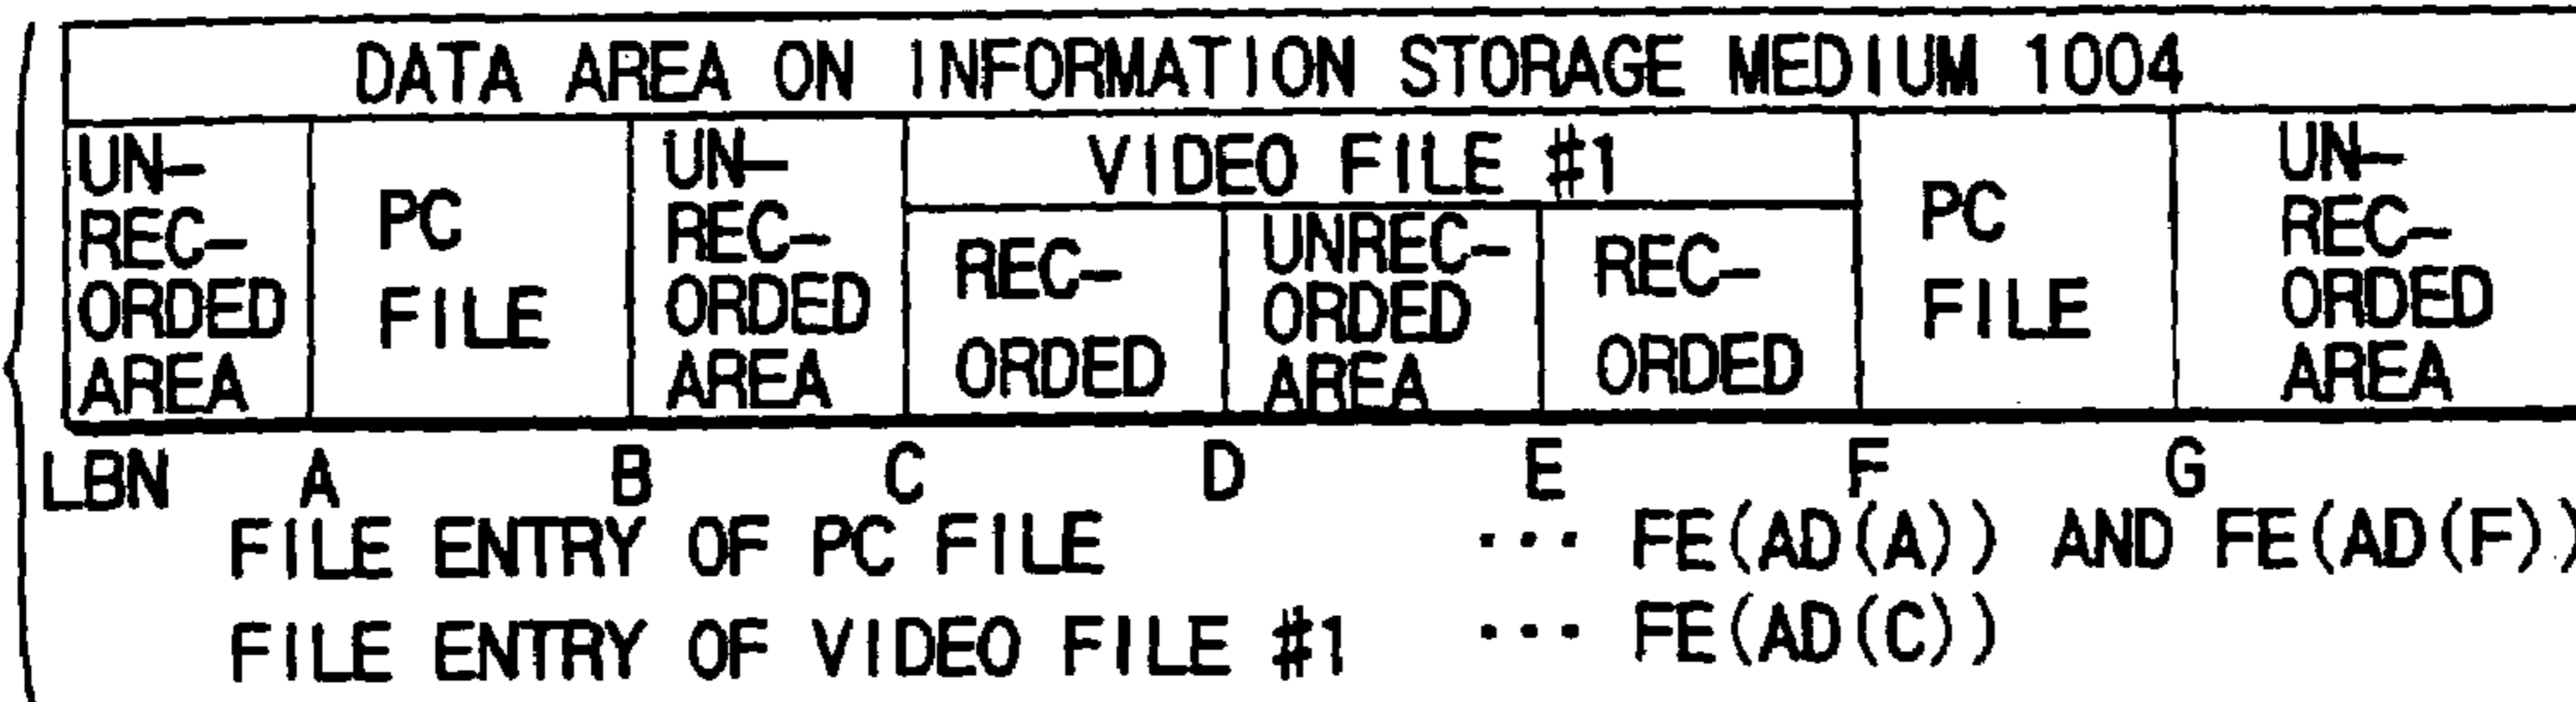 DATA AREA ON INFORMATION STORAGE MEDIUM 1004
UN-
REC-
ORDED
AREA
PC
FILE
UN-
REC-
ORDED
AREA
VIDEO FILE #1
REC-
ORDED
UNREC-
ORDED
AREA
REC-
ORDED
PC
FILE
UN-
REC-
ORDED
AREA
LBN A B C D E F G
FILE ENTRY OF PC FILE ··· FE(AD(A)) AND FE(AD(F))
FILE ENTRY OF VIDEO FILE #1 ··· FE(AD(C))